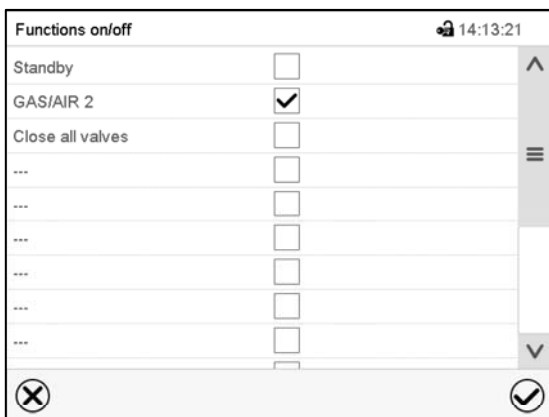 Functions on/off 14:13:21
Standby
GAS/AIR 2
Close all valves
---
---
---
---
---
---